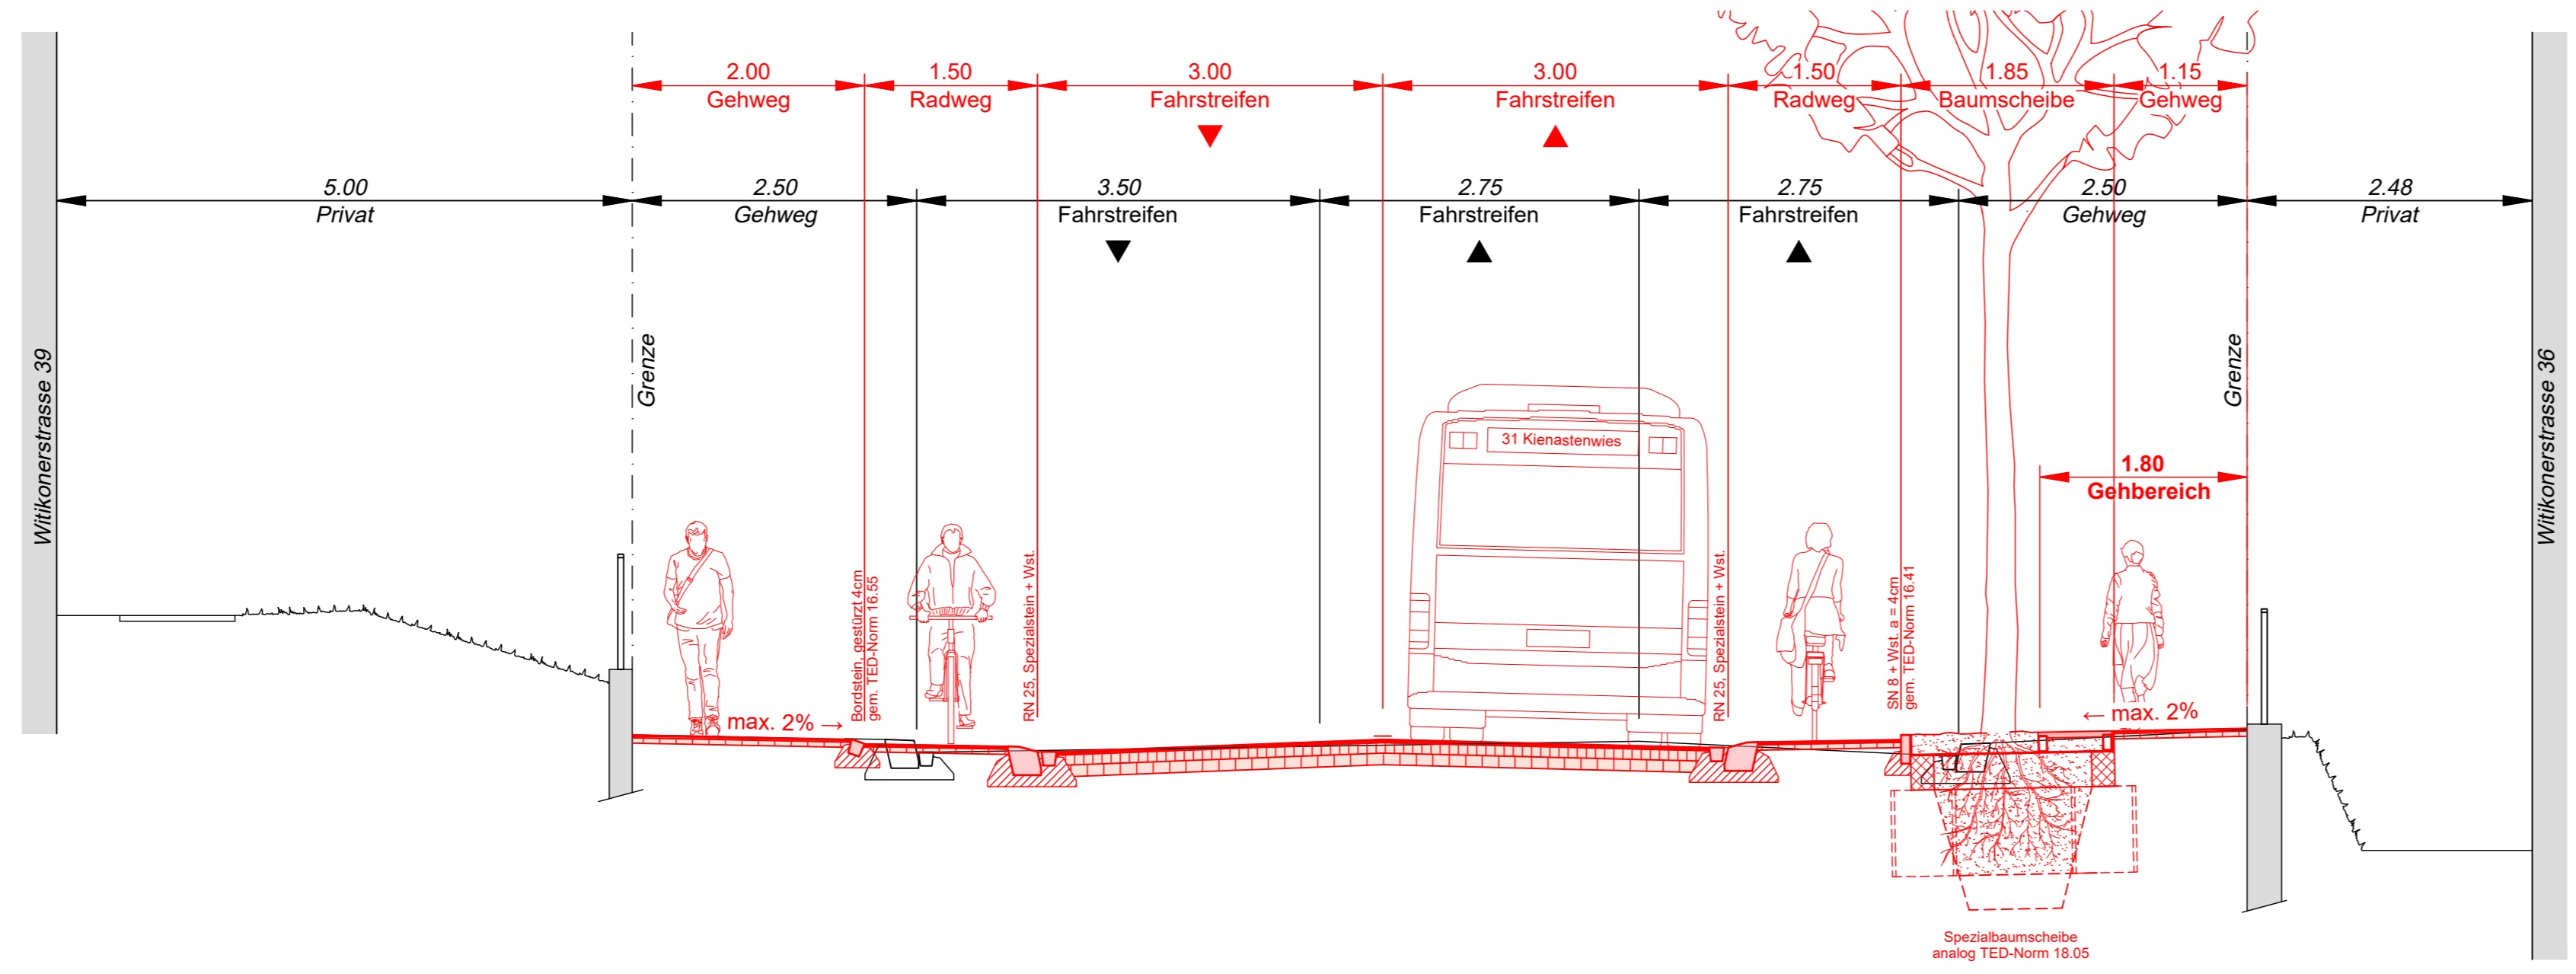 2.00 1.50 3.00 3.00 1.50 1.85 1.15
Gehweg Radweg Fahrstreifen Fahrstreifen Radweg Baumscheibe Gehweg
5.00 2.50 3.50 2.75 2.75 2.50 2.48
Privat Gehweg Fahrstreifen Fahrstreifen Fahrstreifen Gehweg Privat
Witikonerstrasse 39
Grenze
Grenze
Witikonerstrasse 36
31 Kienastenwies
1.80
Gehbereich
Bordstein, gestürzt 4cm
gem. TED-Norm 16.55
RN 25, Spezialstein + Wst.
RN 25, Spezialstein + Wst.
SN 8 + Wst. a = 4cm
gem. TED-Norm 16.41
max. 2% →
← max. 2%
Spezialbaumscheibe
analog TED-Norm 18.05